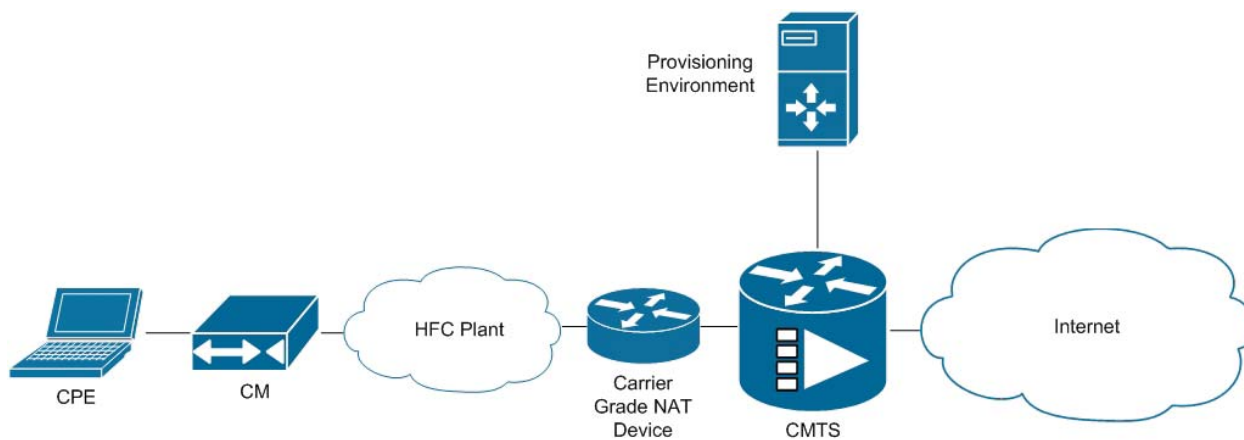 Provisioning
Environment
HFC Plant
Internet
CPE
CM
Carrier
Grade NAT
Device
CMTS